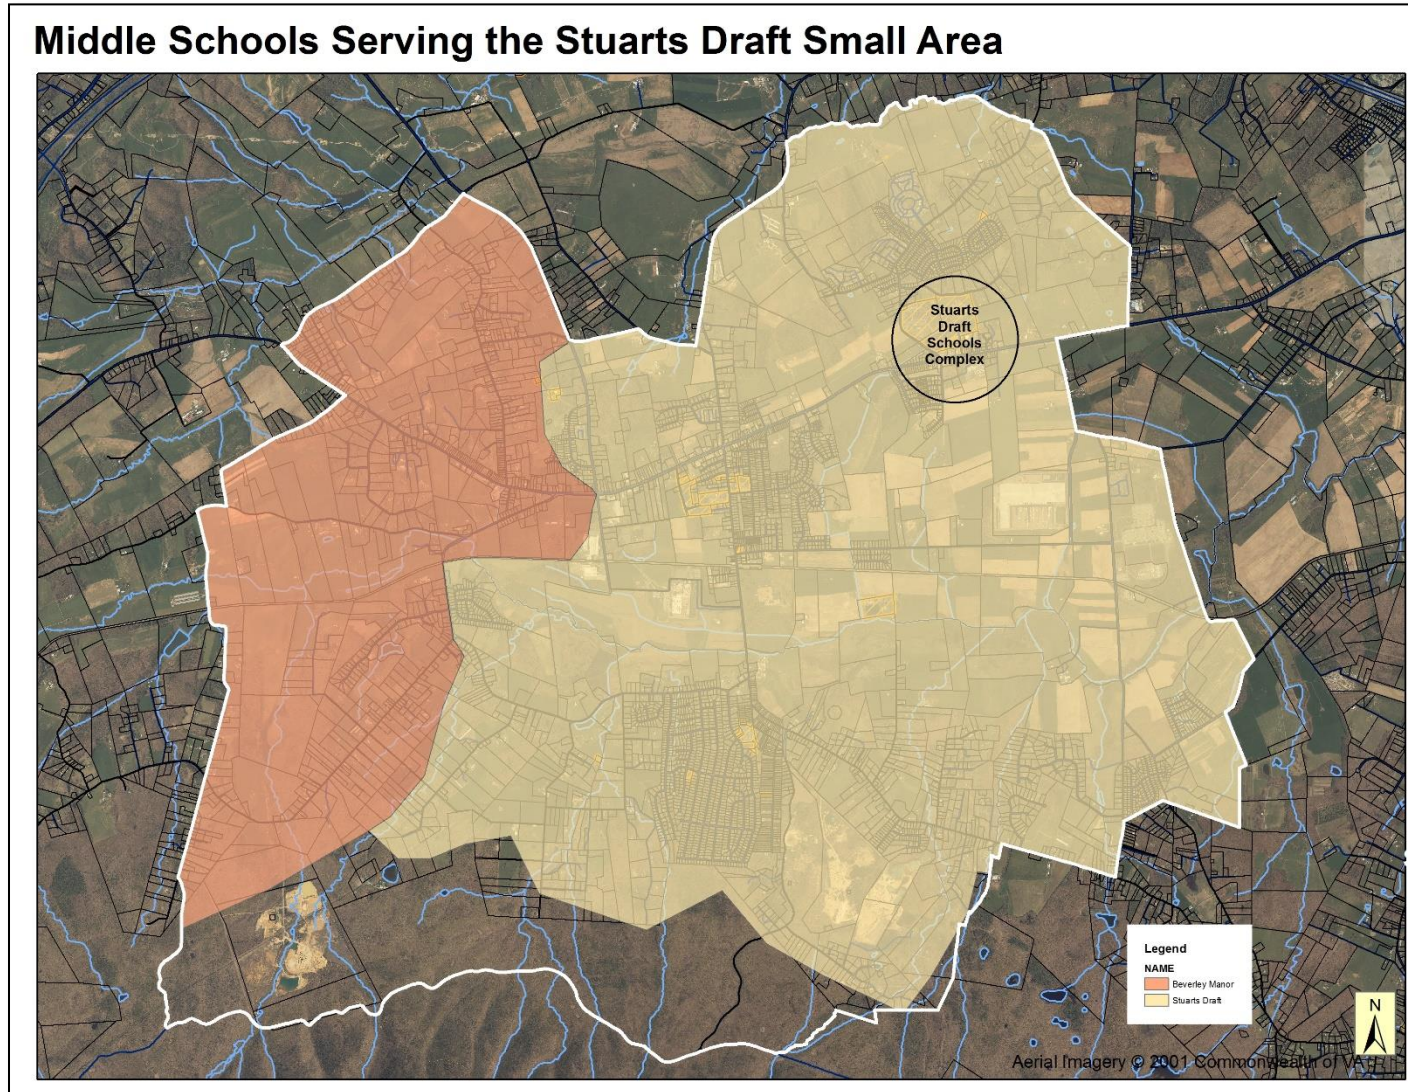 Middle Schools Serving the Stuarts Draft Small Area
Stuarts
Draft
Schools
Complex
Legend
NAME
Beverley Manor
Stuarts Draft
N
Aerial Imagery © 2001 Commonwealth of VA